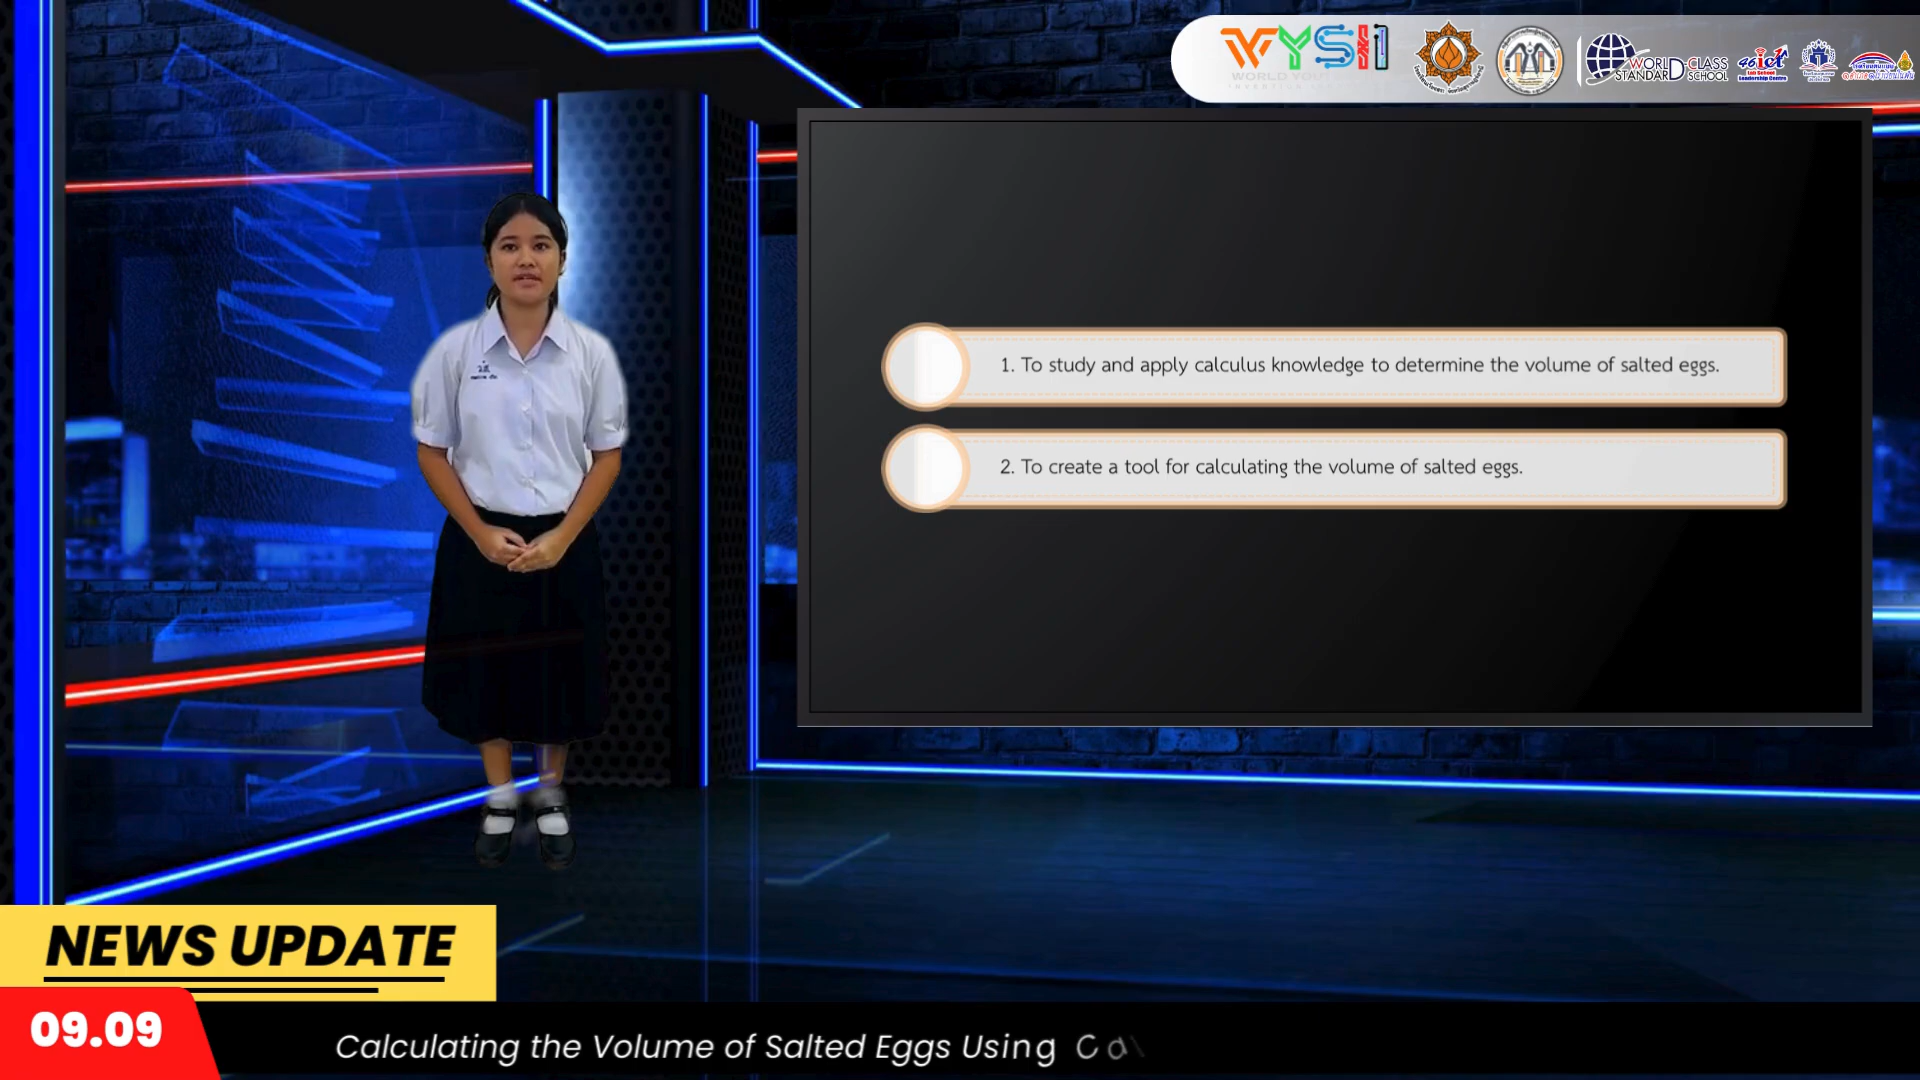 WYSII
WORLD-CLASS
STANDARD SCHOOL
1. To study and apply calculus knowledge to determine the volume of salted eggs.
2. To create a tool for calculating the volume of salted eggs.
NEWS UPDATE
09.09
Calculating the Volume of Salted Eggs Using Ca